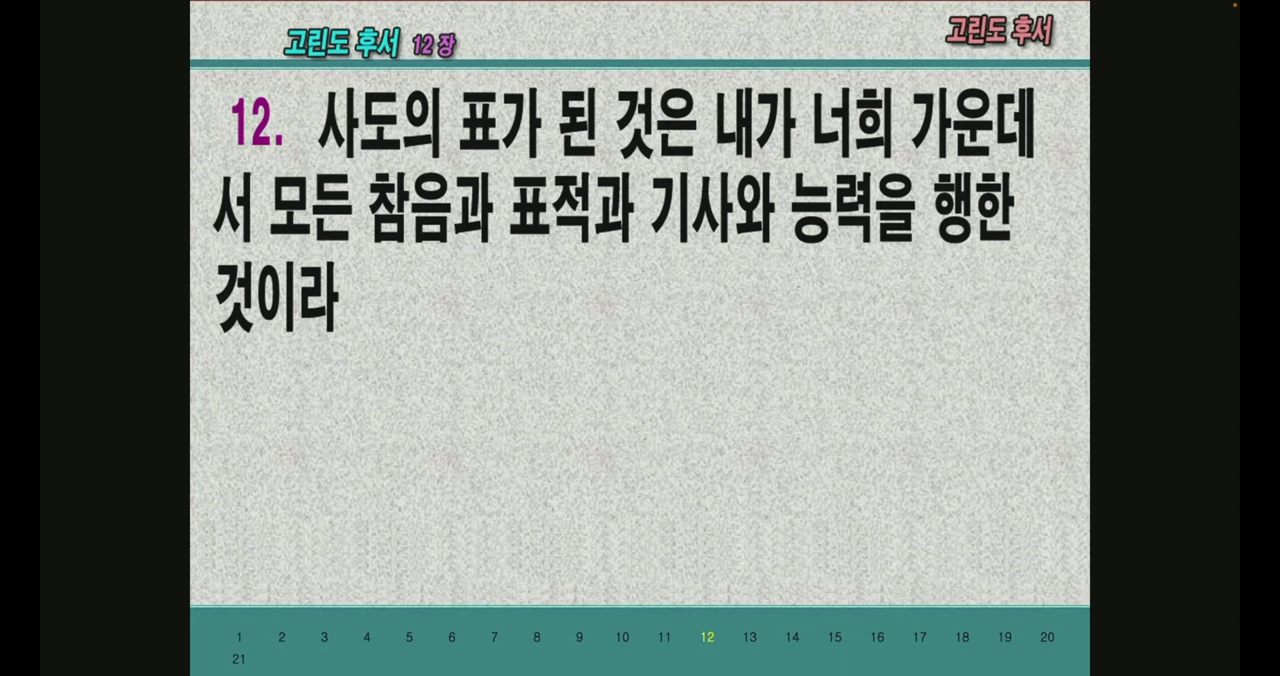 고린도 후서 12 장
고린도 후서
12. 사도의 표가 된 것은 내가 너희 가운데
서 모든 참음과 표적과 기사와 능력을 행한
것이라
1 2 3 4 5 6 7 8 9 10 11 12 13 14 15 16 17 18 19 20
21